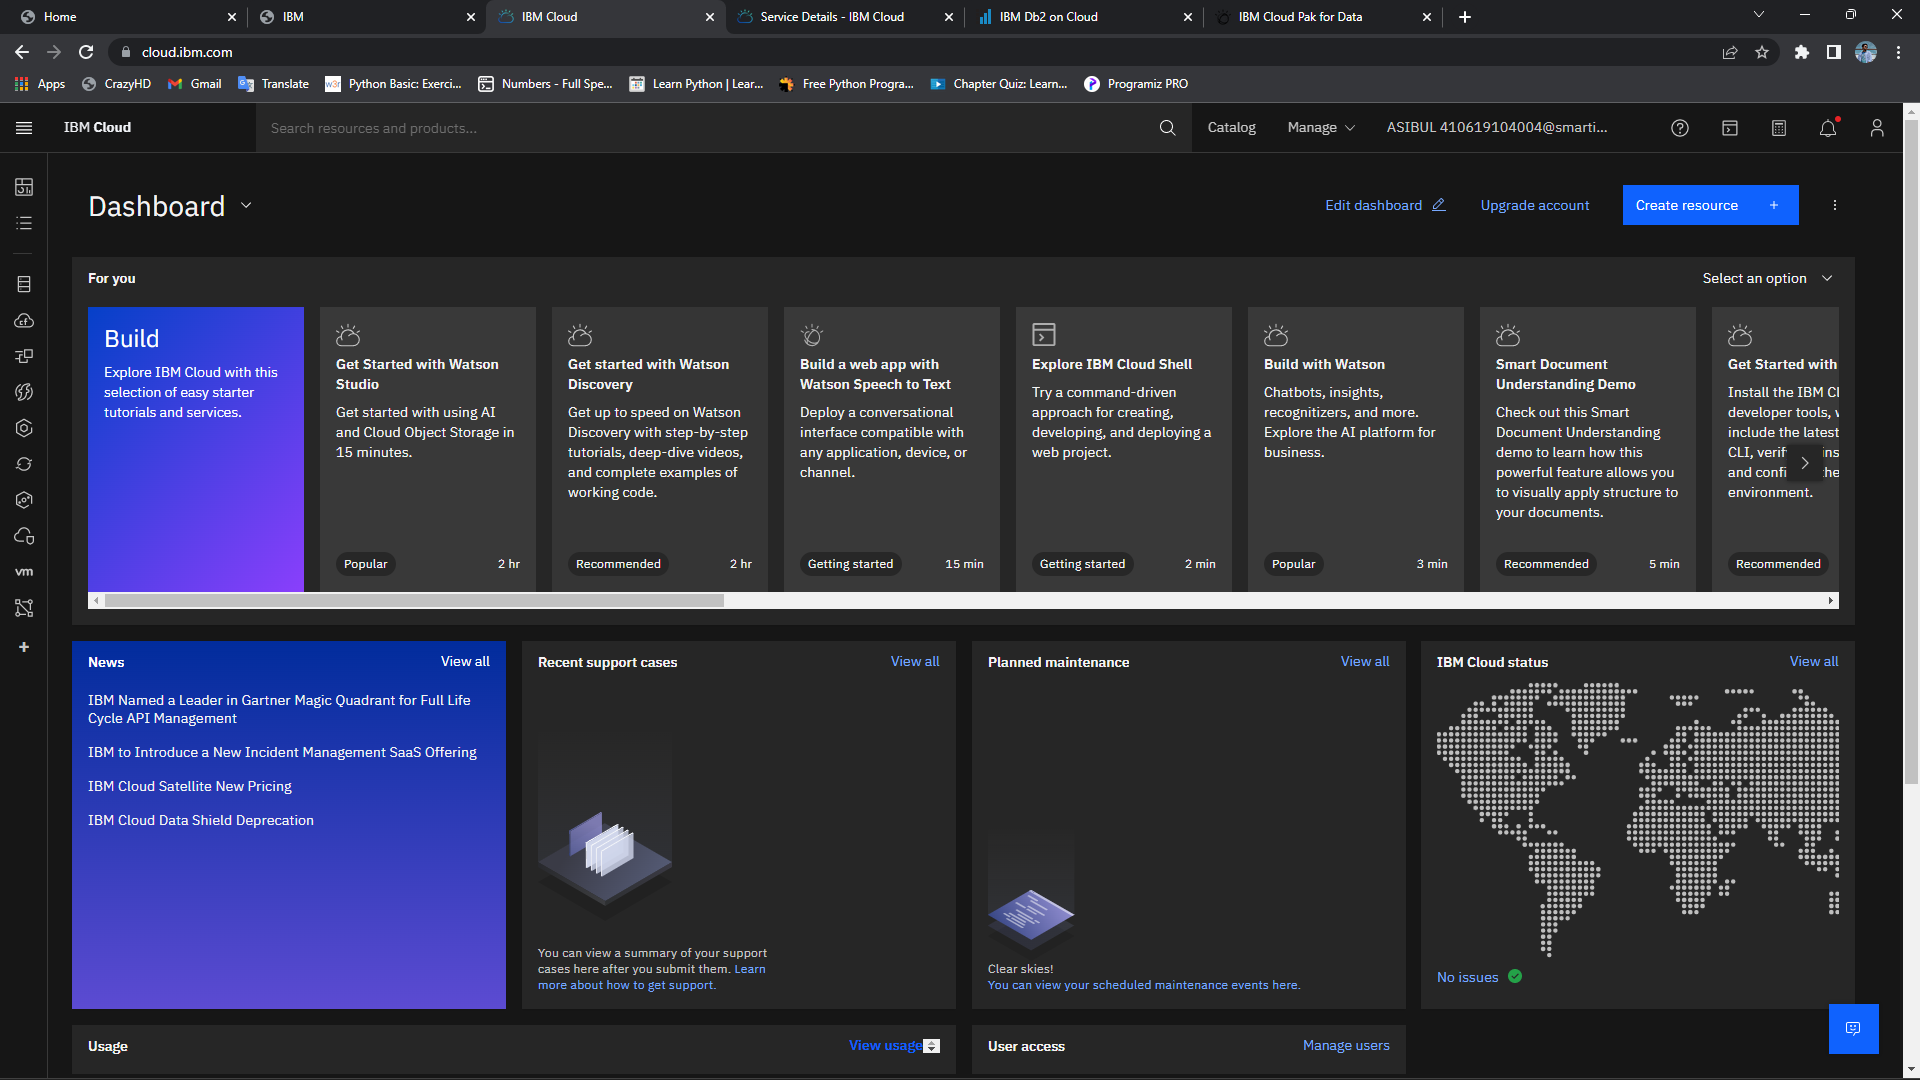 Home
IBM
IBM Cloud
Service Details - IBM Cloud
IBM Db2 on Cloud
IBM Cloud Pak for Data
cloud.ibm.com
Apps
CrazyHD
Gmail
Translate
Python Basic: Exerci...
Numbers - Full Spe...
Learn Python | Lear...
Free Python Progra...
Chapter Quiz: Learn...
Programiz PRO
IBM Cloud
Search resources and products...
Catalog
Manage
ASIBUL 410619104004@smarti...
Dashboard
Edit dashboard
Upgrade account
Create resource +
For you
Select an option
Build
Explore IBM Cloud with this
selection of easy starter
tutorials and services.
Get Started with Watson
Studio
Get started with using AI
and Cloud Object Storage in
15 minutes.
Popular
2 hr
Get started with Watson
Discovery
Get up to speed on Watson
Discovery with step-by-step
tutorials, deep-dive videos,
and complete examples of
working code.
Recommended
2 hr
Build a web app with
Watson Speech to Text
Deploy a conversational
interface compatible with
any application, device, or
channel.
Getting started
15 min
Explore IBM Cloud Shell
Try a command-driven
approach for creating,
developing, and deploying a
web project.
Getting started
2 min
Build with Watson
Chatbots, insights,
recognitizers, and more.
Explore the AI platform for
business.
Popular
3 min
Smart Document
Understanding Demo
Check out this Smart
Document Understanding
demo to learn how this
powerful feature allows you
to visually apply structure to
your documents.
Recommended
5 min
Get Started with
Install the IBM
developer tools,
include the latest
CLI,
and
environment.
Recommended
vm
News
View all
IBM Named a Leader in Gartner Magic Quadrant for Full Life
Cycle API Management
IBM to Introduce a New Incident Management SaaS Offering
IBM Cloud Satellite New Pricing
IBM Cloud Data Shield Deprecation
Recent support cases
View all
You can view a summary of your support
cases here after you submit them. Learn
more about how to get support.
Planned maintenance
View all
Clear skies!
You can view your scheduled maintenance events here.
IBM Cloud status
View all
No issues
Usage
View usage
User access
Manage users